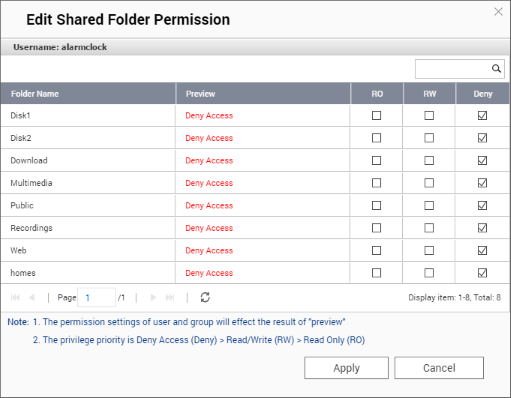 Edit Shared Folder Permission
Username: alarmclock
Folder Name Preview RO RW Deny
Disk1 Deny Access
Disk2 Deny Access
Download Deny Access
Multimedia Deny Access
Public Deny Access
Recordings Deny Access
Web Deny Access
homes Deny Access
Page 1 /1 Display item: 1-8, Total: 8
Note: 1. The permission settings of user and group will effect the result of "preview"
2. The privilege priority is Deny Access (Deny) > Read/Write (RW) > Read Only (RO)
Apply Cancel